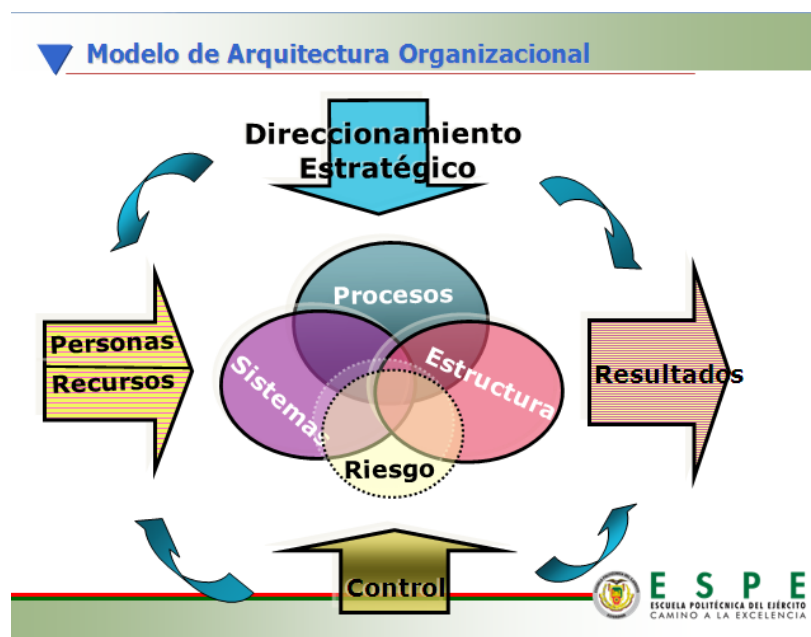 Modelo de Arquitectura Organizacional
Direccionamiento
Estratégico
Procesos
Personas
Recursos
Sistemas
Estructura
Resultados
Riesgo
Control
E S P E
ESCUELA POLITÉCNICA DEL EJÉRCITO
CAMINO A LA EXCELENCIA